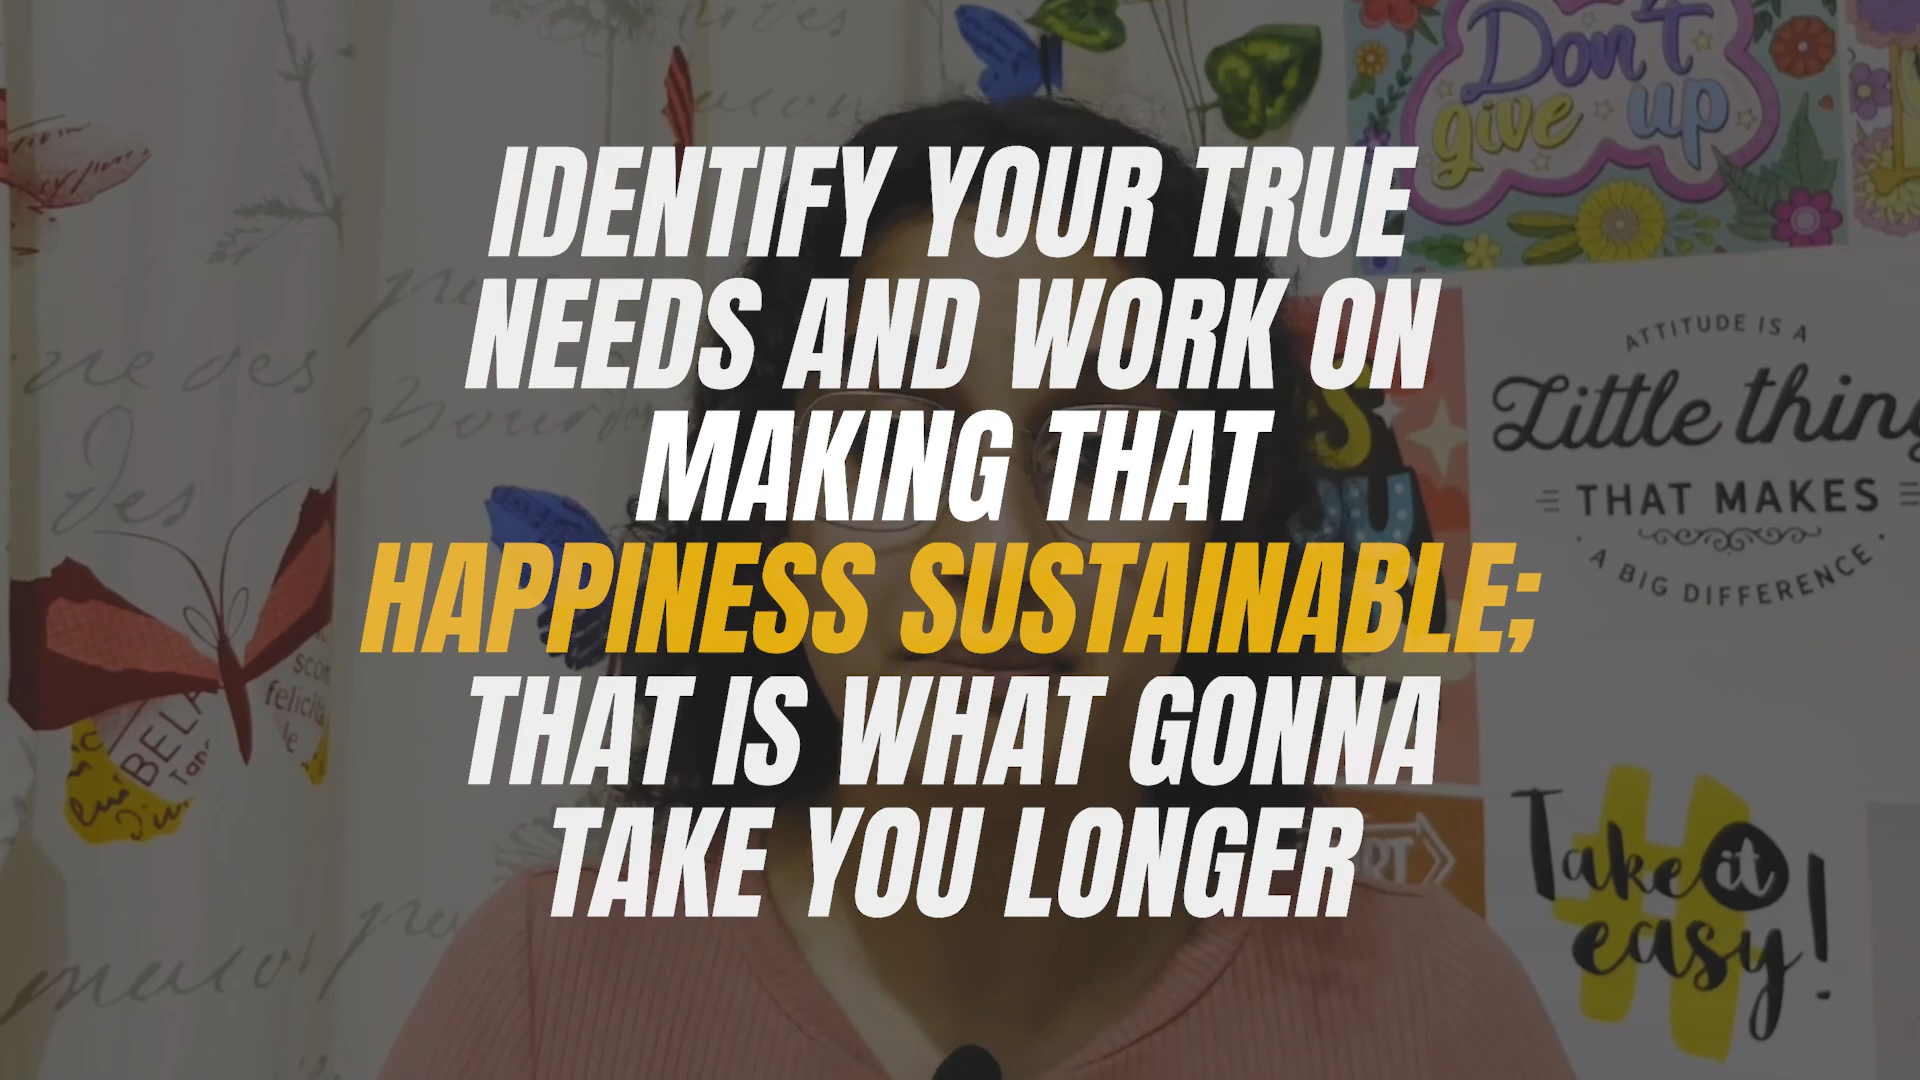 IDENTIFY YOUR TRUE
NEEDS AND WORK ON
MAKING THAT
HAPPINESS SUSTAINABLE;
THAT IS WHAT GONNA
TAKE YOU LONGER
Don't
give up
ATTITUDE IS A
Little thing
THAT MAKES
A BIG DIFFERENCE
Take it
easy!
BELA